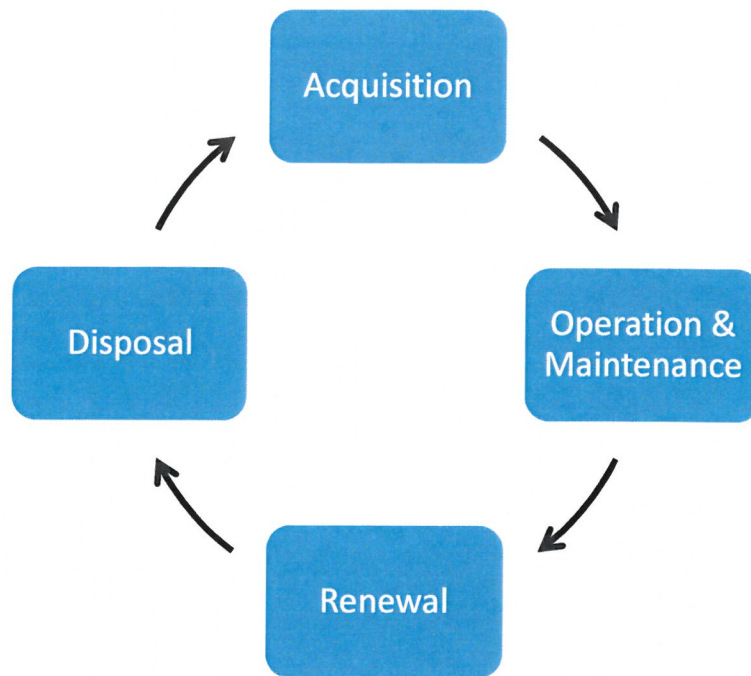 Acquisition
Operation &
Maintenance
Renewal
Disposal